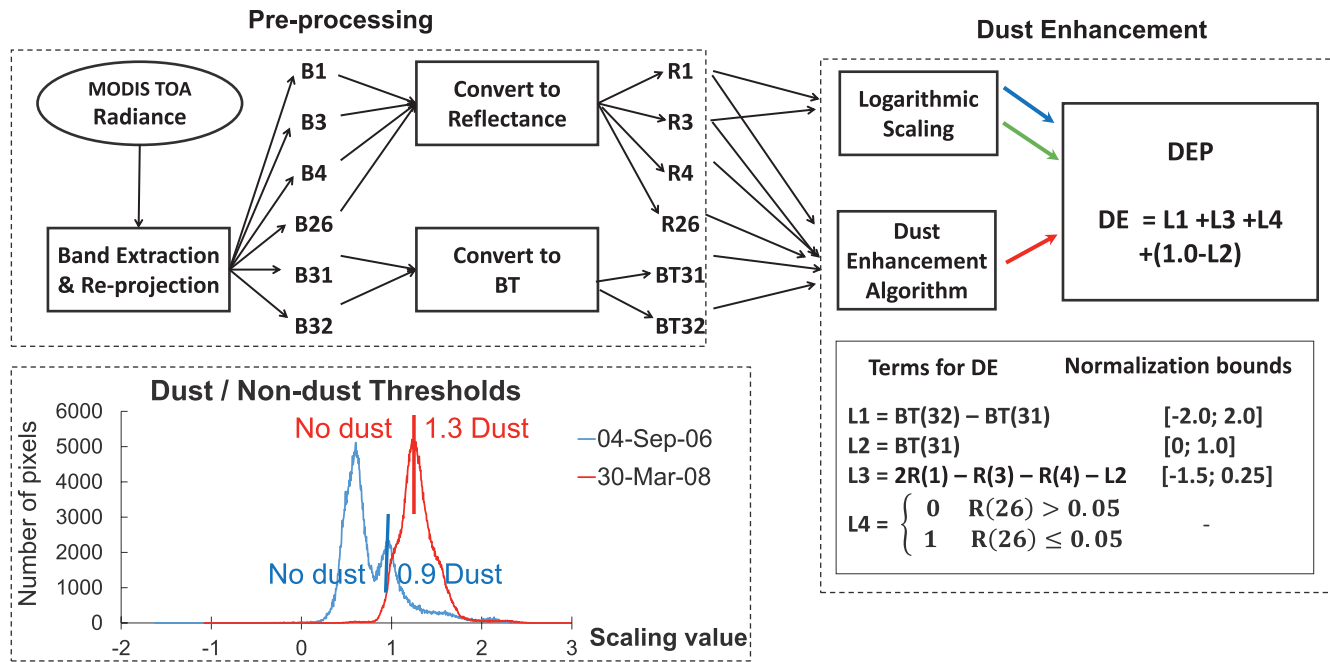 Pre-processing
MODIS TOA
Radiance
Band Extraction
& Re-projection
B1
B3
B4
B26
B31
B32
Convert to
Reflectance
Convert to
BT
R1
R3
R4
R26
BT31
BT32
Dust Enhancement
Logarithmic
Scaling
Dust
Enhancement
Algorithm
DEP
DE = L1 +L3 +L4
+(1.0-L2)
Terms for DE Normalization bounds
L1 = BT(32) – BT(31) [-2.0; 2.0]
L2 = BT(31) [0; 1.0]
L3 = 2R(1) – R(3) – R(4) – L2 [-1.5; 0.25]
L4 = { 0 R(26) > 0.05
1 R(26) ≤ 0.05 -
Dust / Non-dust Thresholds
No dust 1.3 Dust
04-Sep-06
30-Mar-08
No dust 0.9 Dust
Number of pixels
6000
5000
4000
3000
2000
1000
0
-2 -1 0 1 2 3
Scaling value